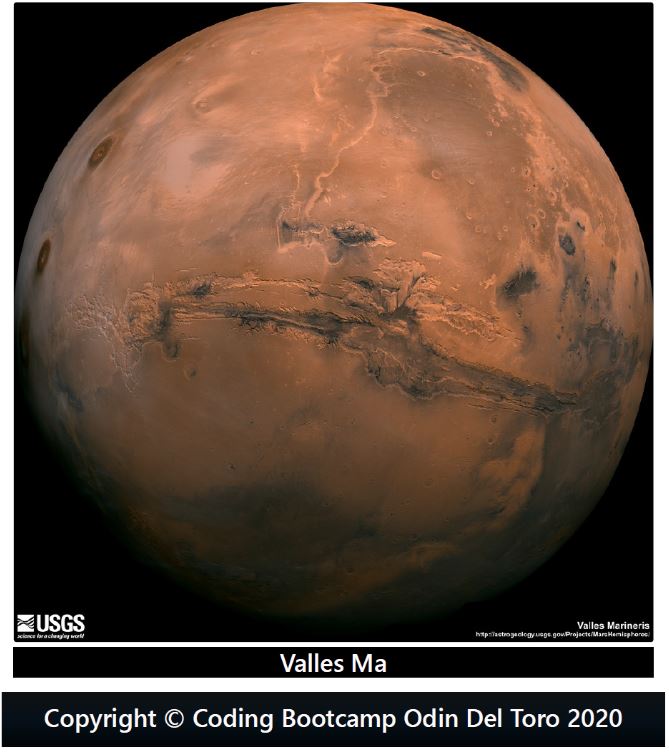 USGS
science for a changing world
Valles Marineris
http://astrogeology.usgs.gov/Projects/MarsHemispheres/
Valles Ma
Copyright © Coding Bootcamp Odin Del Toro 2020